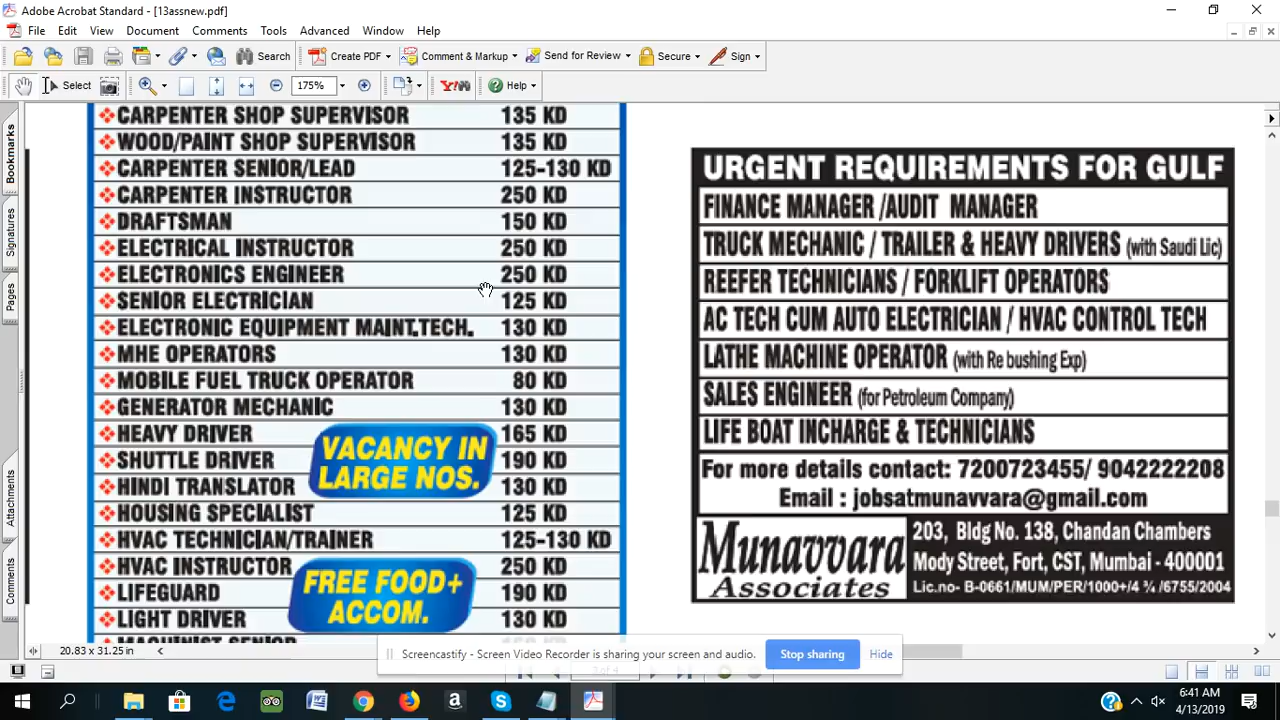 Adobe Acrobat Standard - [13assnew.pdf]
File Edit View Document Comments Tools Advanced Window Help
Search Create PDF Comment & Markup Send for Review Secure Sign
Select 175% Y! Help
Bookmarks
Signatures
Pages
Attachments
Comments
CARPENTER SHOP SUPERVISOR 135 KD
WOOD/PAINT SHOP SUPERVISOR 135 KD
CARPENTER SENIOR/LEAD 125-130 KD
CARPENTER INSTRUCTOR 250 KD
DRAFTSMAN 150 KD
ELECTRICAL INSTRUCTOR 250 KD
ELECTRONICS ENGINEER 250 KD
SENIOR ELECTRICIAN 125 KD
ELECTRONIC EQUIPMENT MAINT.TECH. 130 KD
MHE OPERATORS 130 KD
MOBILE FUEL TRUCK OPERATOR 80 KD
GENERATOR MECHANIC 130 KD
HEAVY DRIVER 165 KD
SHUTTLE DRIVER 190 KD
HINDI TRANSLATOR 130 KD
VACANCY IN
LARGE NOS.
HOUSING SPECIALIST 125 KD
HVAC TECHNICIAN/TRAINER 125-130 KD
HVAC INSTRUCTOR 250 KD
LIFEGUARD 190 KD
LIGHT DRIVER 130 KD
FREE FOOD+
ACCOM.
MACHINIST SENIOR
URGENT REQUIREMENTS FOR GULF
FINANCE MANAGER /AUDIT MANAGER
TRUCK MECHANIC / TRAILER & HEAVY DRIVERS (with Saudi Lic)
REEFER TECHNICIANS / FORKLIFT OPERATORS
AC TECH CUM AUTO ELECTRICIAN / HVAC CONTROL TECH
LATHE MACHINE OPERATOR (with Re bushing Exp)
SALES ENGINEER (for Petroleum Company)
LIFE BOAT INCHARGE & TECHNICIANS
For more details contact: 7200723455/ 9042222208
Email : jobsatmunavvara@gmail.com
Munavvara
Associates
203, Bldg No. 138, Chandan Chambers
Mody Street, Fort, CST, Mumbai - 400001
Lic.no- B-0661/MUM/PER/1000+/4 ¾ /6755/2004
20.83 x 31.25 in
Screencastify - Screen Video Recorder is sharing your screen and audio. Stop sharing Hide
6:41 AM
4/13/2019